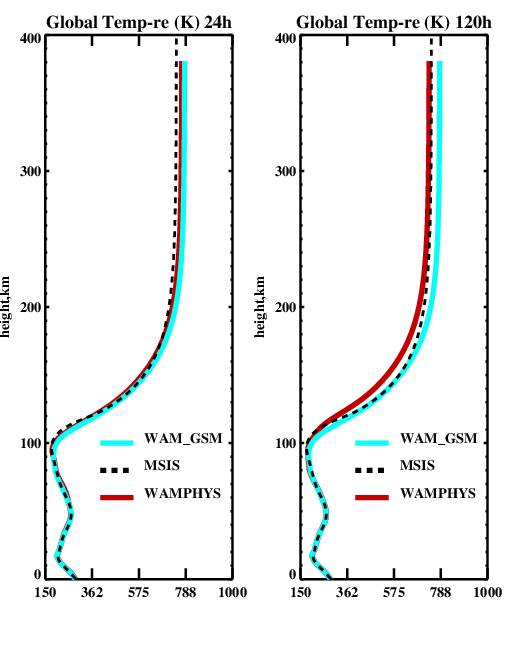 Global Temp-re (K) 24h
400
300
200
100
0
height,km
WAM_GSM
MSIS
WAMPHYS
150 362 575 788 1000
Global Temp-re (K) 120h
400
300
200
100
0
height,km
WAM_GSM
MSIS
WAMPHYS
150 362 575 788 1000